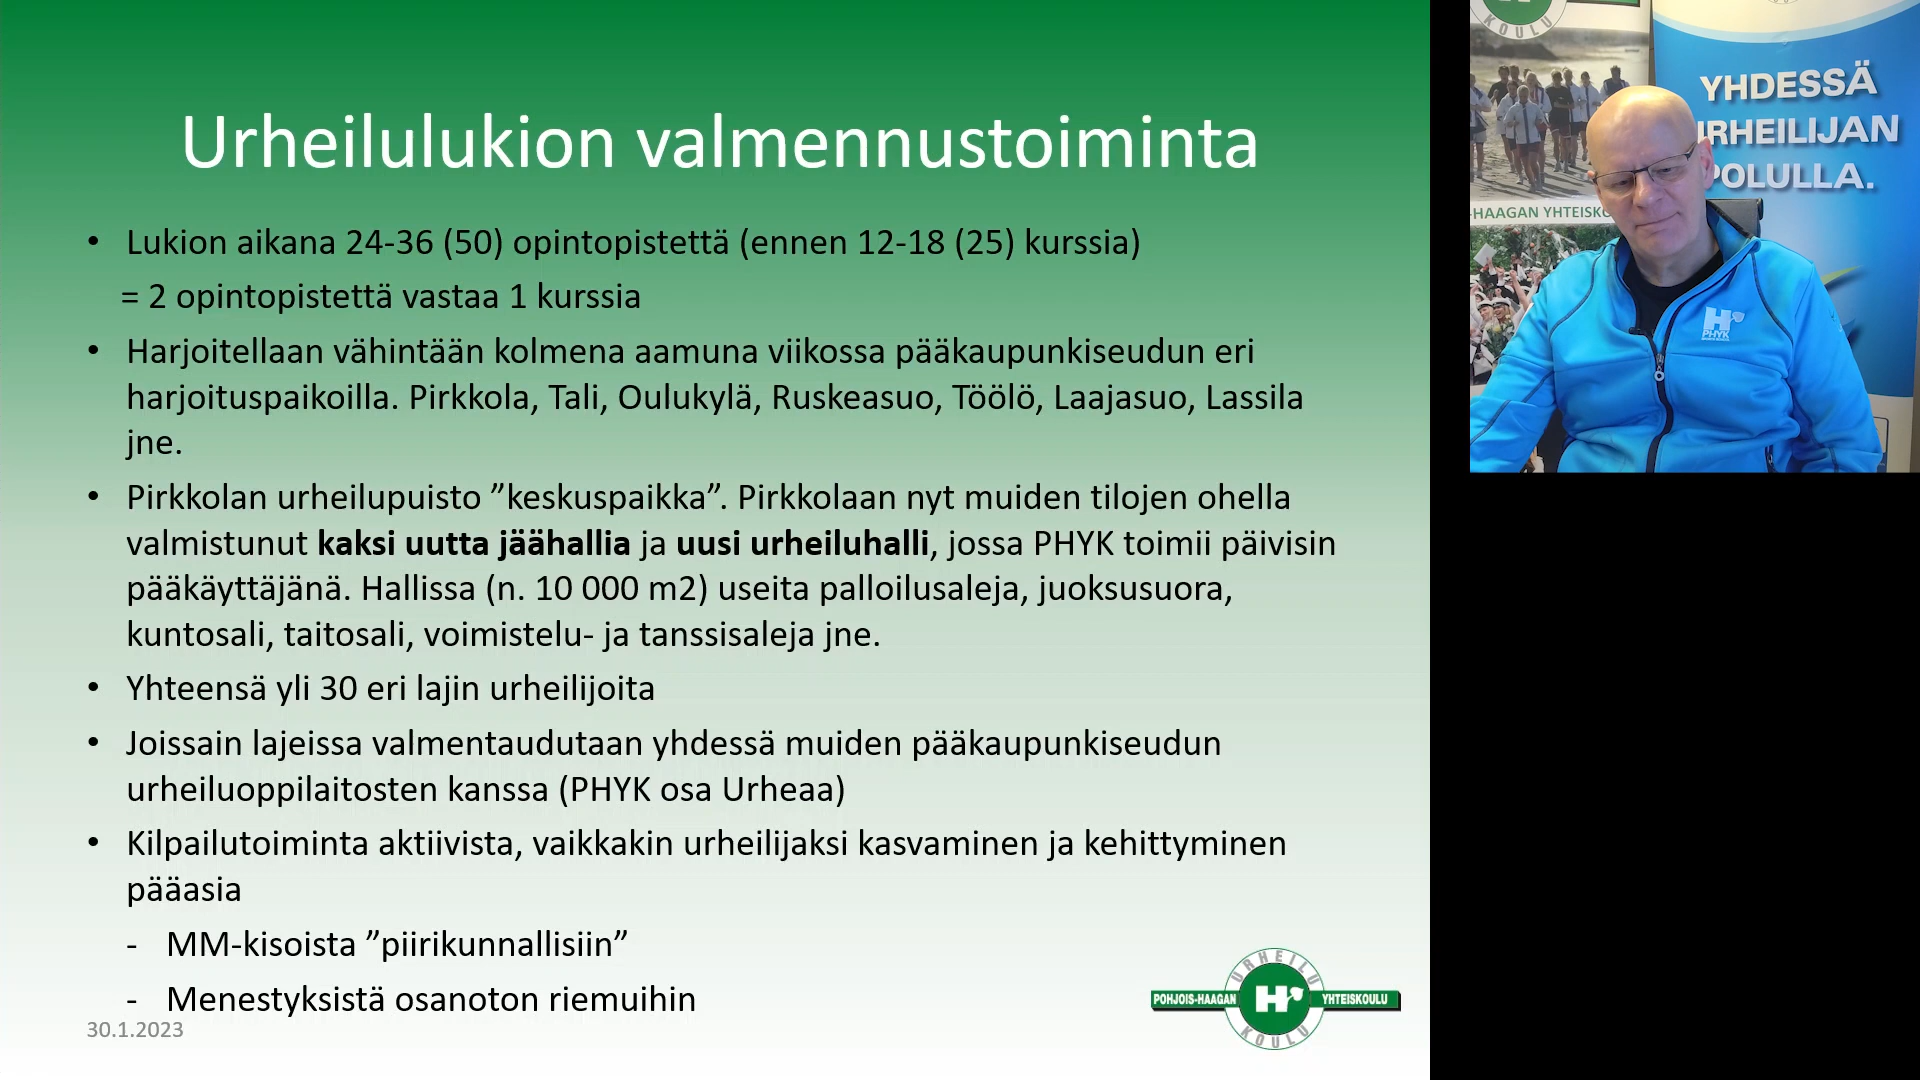 Urheilulukion valmennustoiminta
• Lukion aikana 24-36 (50) opintopistettä (ennen 12-18 (25) kurssia)
= 2 opintopistettä vastaa 1 kurssia
• Harjoitellaan vähintään kolmena aamuna viikossa pääkaupunkiseudun eri
harjoituspaikoilla. Pirkkola, Tali, Oulukylä, Ruskeasuo, Töölö, Laajasuo, Lassila
jne.
• Pirkkolan urheilupuisto ”keskuspaikka”. Pirkkolaan nyt muiden tilojen ohella
valmistunut kaksi uutta jäähallia ja uusi urheiluhalli, jossa PHYK toimii päivisin
pääkäyttäjänä. Hallissa (n. 10 000 m2) useita palloilusaleja, juoksusuora,
kuntosali, taitosali, voimistelu- ja tanssisaleja jne.
• Yhteensä yli 30 eri lajin urheilijoita
• Joissain lajeissa valmentaudutaan yhdessä muiden pääkaupunkiseudun
urheiluoppilaitosten kanssa (PHYK osa Urheaa)
• Kilpailutoiminta aktiivista, vaikkakin urheilijaksi kasvaminen ja kehittyminen
pääasia
- MM-kisoista ”piirikunnallisiin”
- Menestyksistä osanoton riemuihin
30.1.2023
URHEILU
POHJOIS-HAAGAN H YHTEISKOULU
KOULU
KOULU
-HAAGAN YHTEISKO
YHDESSÄ
URHEILIJAN
POLULLA.
H
PHYK